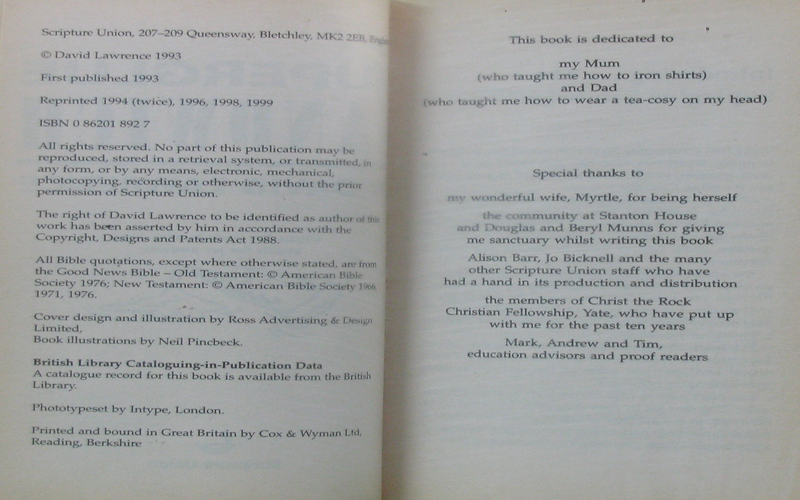 Scripture Union, 207–209 Queensway, Bletchley, MK2 2EB, England
© David Lawrence 1993
First published 1993
Reprinted 1994 (twice), 1996, 1998, 1999
ISBN 0 86201 892 7
All rights reserved. No part of this publication may be
reproduced, stored in a retrieval system, or transmitted, in
any form, or by any means, electronic, mechanical,
photocopying, recording or otherwise, without the prior
permission of Scripture Union.
The right of David Lawrence to be identified as author of this
work has been asserted by him in accordance with the
Copyright, Designs and Patents Act 1988.
All Bible quotations, except where otherwise stated, are from
the Good News Bible – Old Testament: © American Bible
Society 1976; New Testament: © American Bible Society 1966,
1971, 1976.
Cover design and illustration by Ross Advertising & Design
Limited,
Book illustrations by Neil Pincbeck.
British Library Cataloguing-in-Publication Data
A catalogue record for this book is available from the British
Library.
Phototypeset by Intype, London.
Printed and bound in Great Britain by Cox & Wyman Ltd,
Reading, Berkshire
This book is dedicated to
my Mum
(who taught me how to iron shirts)
and Dad
(who taught me how to wear a tea-cosy on my head)
Special thanks to
my wonderful wife, Myrtle, for being herself
the community at Stanton House
and Douglas and Beryl Munns for giving
me sanctuary whilst writing this book
Alison Barr, Jo Bicknell and the many
other Scripture Union staff who have
had a hand in its production and distribution
the members of Christ the Rock
Christian Fellowship, Yate, who have put up
with me for the past ten years
Mark, Andrew and Tim,
education advisors and proof readers